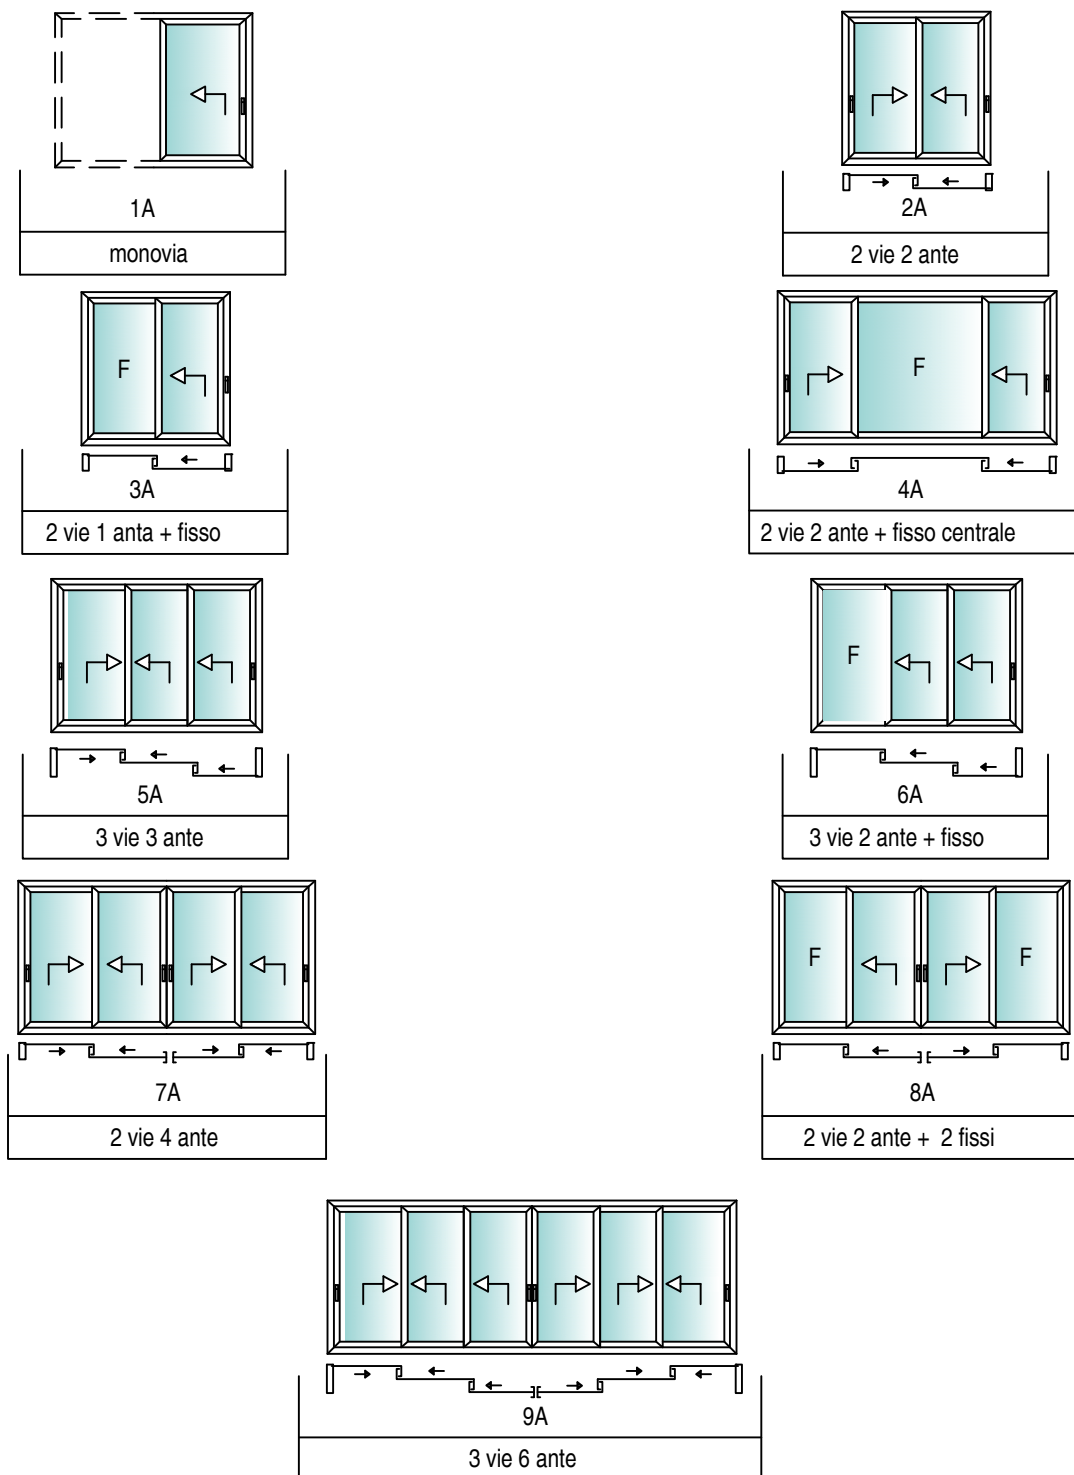 1A
monovia
2A
2 vie 2 ante
F
3A
2 vie 1 anta + fisso
F
4A
2 vie 2 ante + fisso centrale
5A
3 vie 3 ante
F
6A
3 vie 2 ante + fisso
7A
2 vie 4 ante
F F
8A
2 vie 2 ante + 2 fissi
9A
3 vie 6 ante